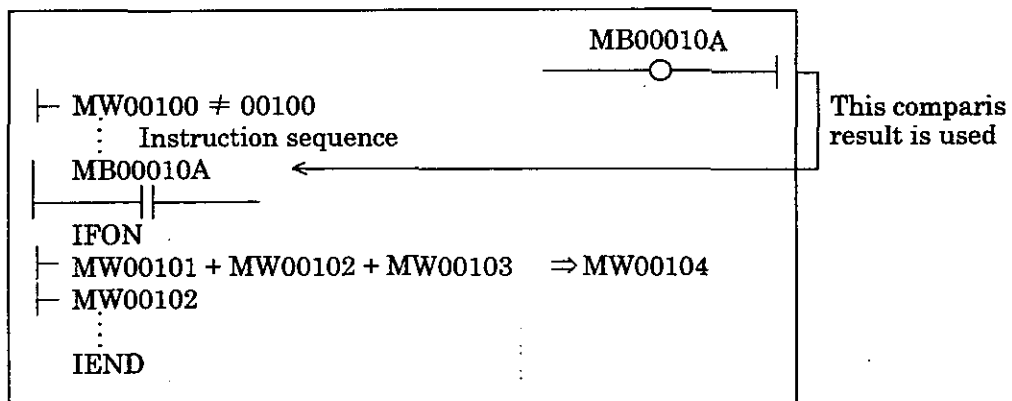 MB00010A
MW00100 ≠ 00100
Instruction sequence
MB00010A
IFON
MW00101 + MW00102 + MW00103 ⇒ MW00104
MW00102
IEND
This comparis
result is used